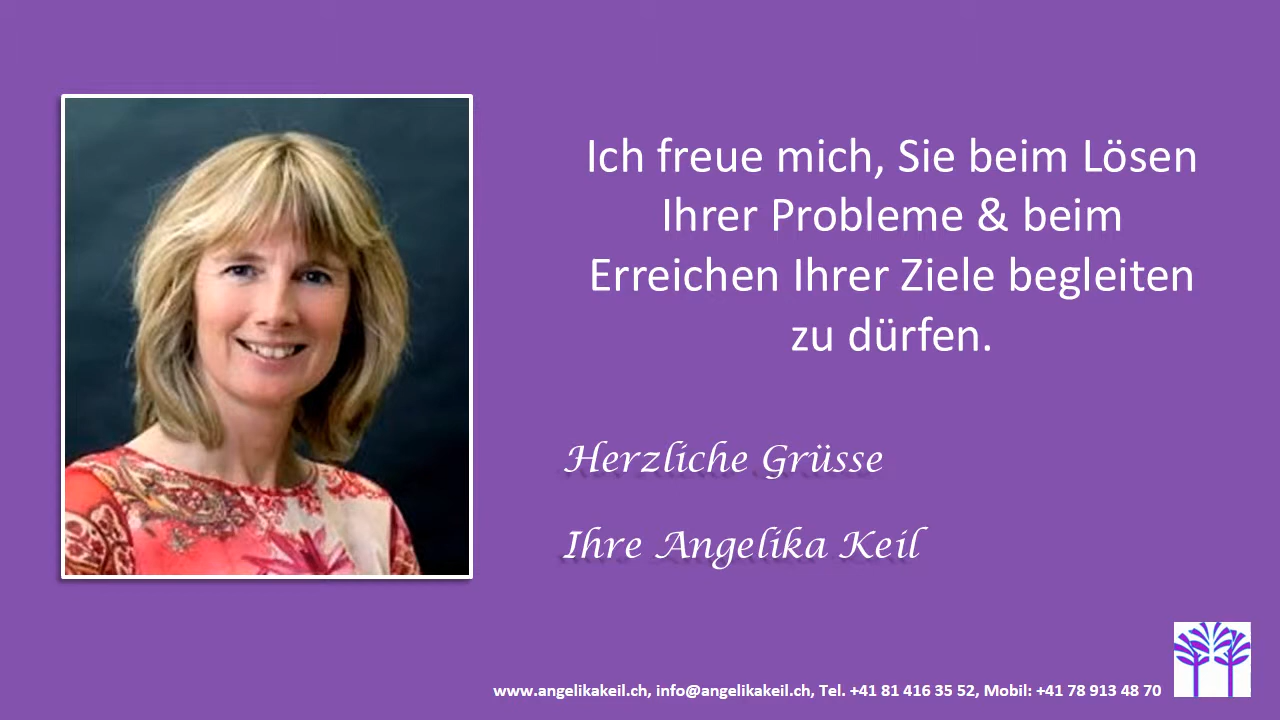 Ich freue mich, Sie beim Lösen
Ihrer Probleme & beim
Erreichen Ihrer Ziele begleiten
zu dürfen.
Herzliche Grüsse
Ihre Angelika Keil
www.angelikakeil.ch, info@angelikakeil.ch, Tel. +41 81 416 35 52, Mobil: +41 78 913 48 70